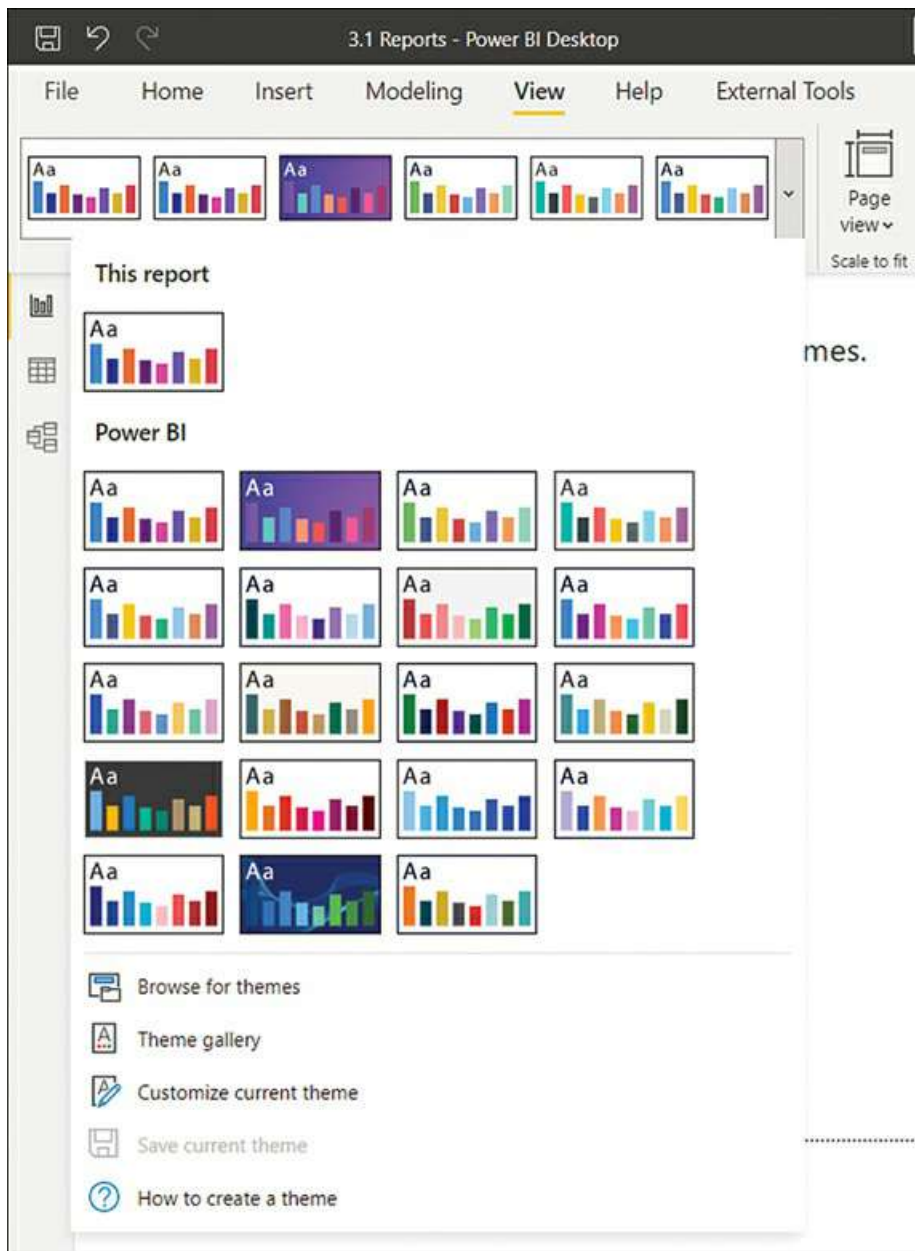 3.1 Reports - Power BI Desktop
File Home Insert Modeling View Help External Tools
Aa Aa Aa Aa Aa Aa
Page
view
Scale to fit
This report
Aa
mes.
Power BI
Aa Aa Aa Aa
Aa Aa Aa Aa
Aa Aa Aa Aa
Aa Aa Aa Aa
Aa Aa Aa
Browse for themes
Theme gallery
Customize current theme
Save current theme
How to create a theme